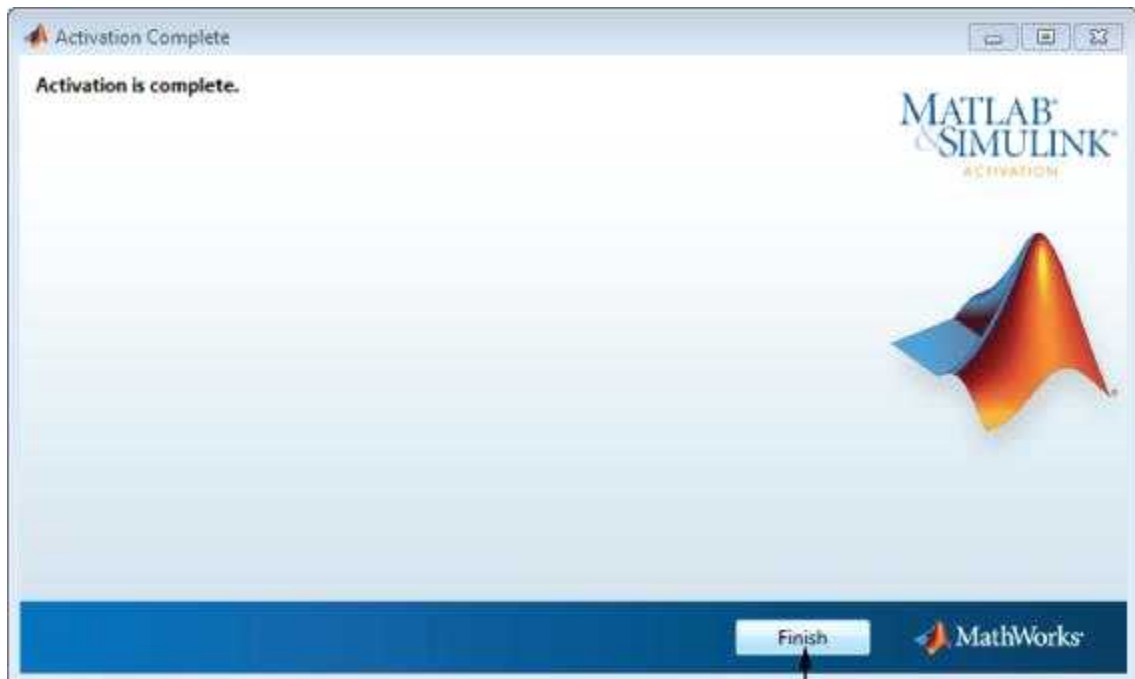 Activation Complete
Activation is complete.
MATLAB®
&SIMULINK®
ACTIVATION
Finish
MathWorks®